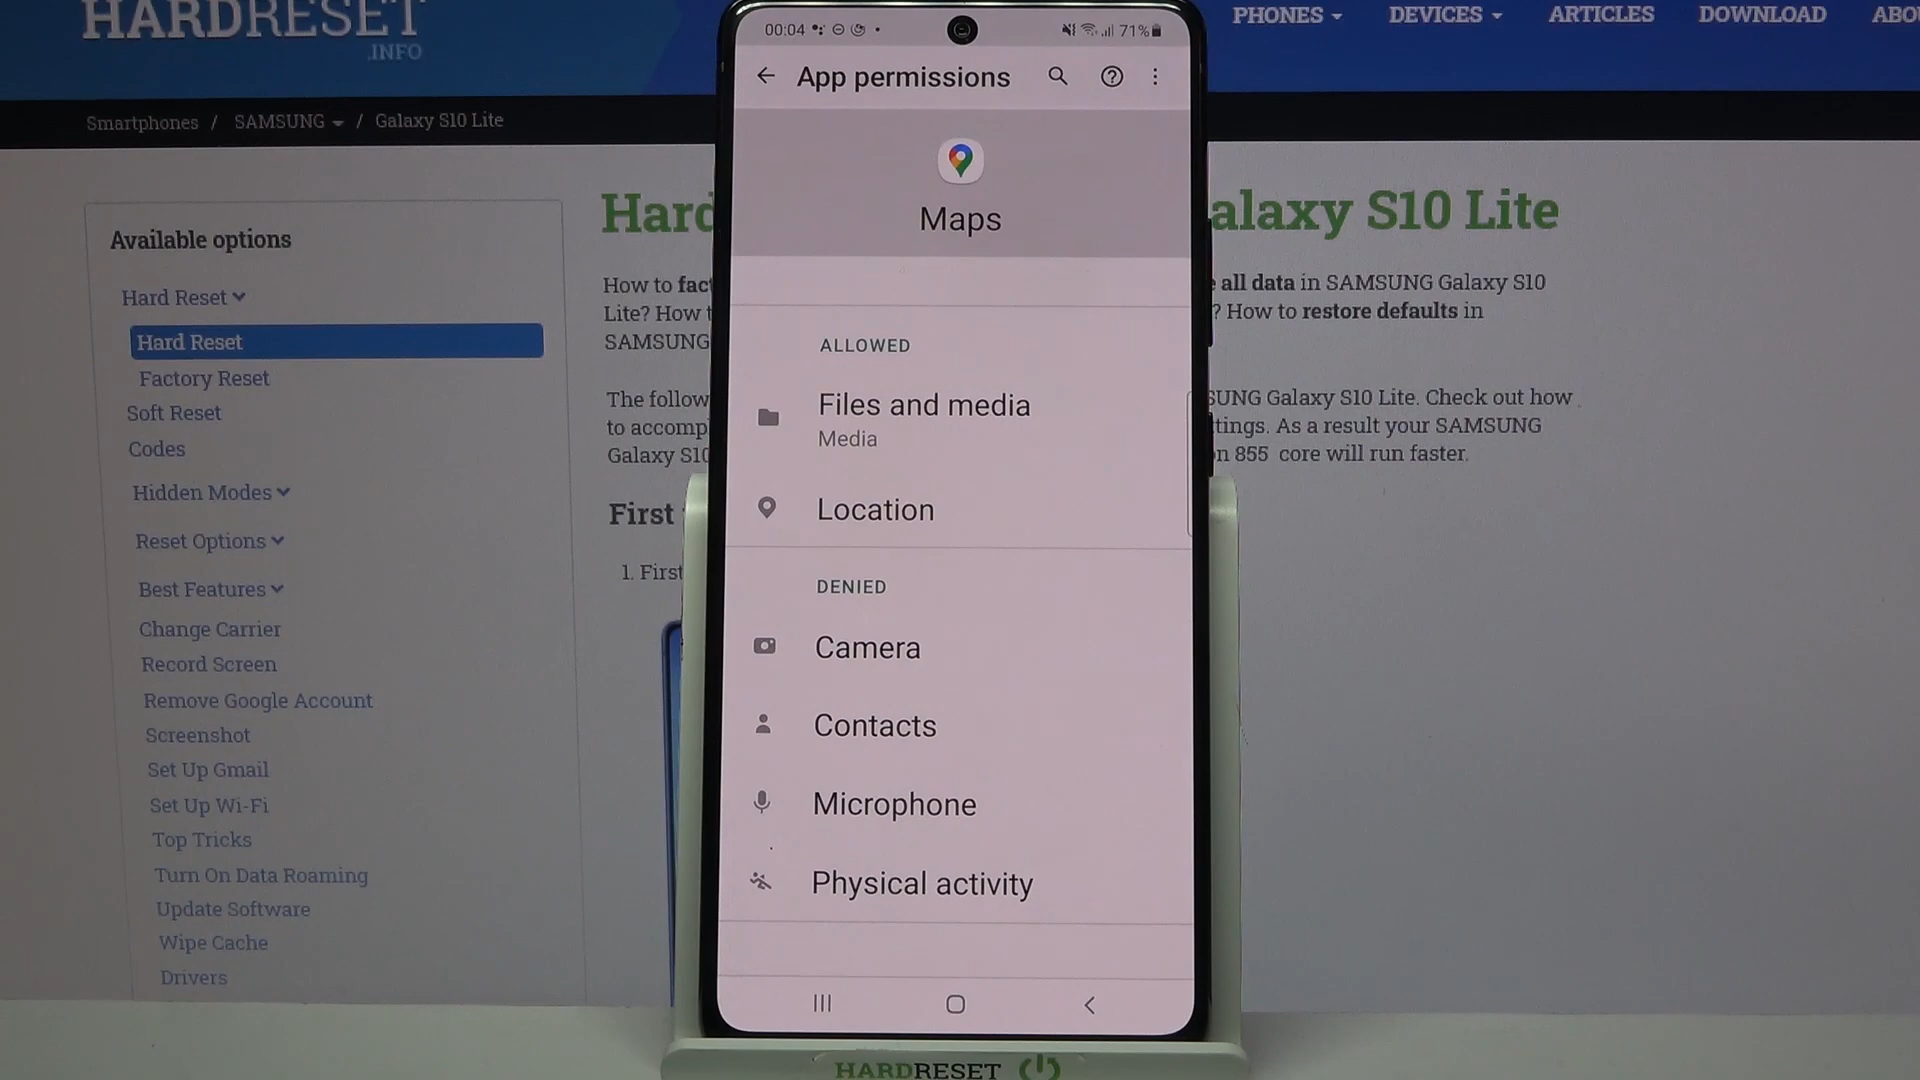 HARDRESET
.INFO
PHONES
DEVICES
ARTICLES
DOWNLOAD
Smartphones / SAMSUNG / Galaxy S10 Lite
Available options
Hard Reset
Hard Reset
Factory Reset
Soft Reset
Codes
Hidden Modes
Reset Options
Best Features
Change Carrier
Record Screen
Remove Google Account
Screenshot
Set Up Gmail
Set Up Wi-Fi
Top Tricks
Turn On Data Roaming
Update Software
Wipe Cache
Drivers
00:04
71%
App permissions
Maps
ALLOWED
Files and media
Media
Location
DENIED
Camera
Contacts
Microphone
Physical activity
Hard
alaxy S10 Lite
How to fac
all data in SAMSUNG Galaxy S10
Lite? How t
? How to restore defaults in
SAMSUNG
The follow
SUNG Galaxy S10 Lite. Check out how
to accomp
ttings. As a result your SAMSUNG
Galaxy S10
n 855 core will run faster.
First
1. First
HARDRESET